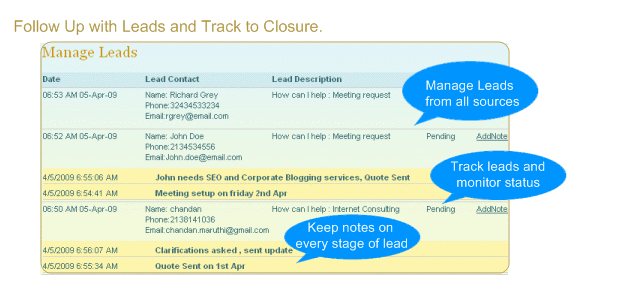 Follow Up with Leads and Track to Closure.
Manage Leads
Date Lead Contact Lead Description
06:53 AM 05-Apr-09 Name: Richard Grey How can I help : Meeting request
Phone:32434533234
Email:rgrey@email.com
Manage Leads
from all sources
06:52 AM 05-Apr-09 Name: John Doe How can I help : Meeting request Pending AddNote
Phone:2134534556
Email:John.doe@email.com
4/5/2009 6:55:06 AM John needs SEO and Corporate Blogging services, Quote Sent
4/5/2009 6:54:41 AM Meeting setup on friday 2nd Apr
Track leads and
monitor status
06:50 AM 05-Apr-09 Name: chandan How can I help : Internet Consulting Pending AddNote
Phone:2138141036
Email:chandan.maruthi@gmail.com
Keep notes on
every stage of lead
4/5/2009 6:56:07 AM Clarifications asked , sent update
4/5/2009 6:55:34 AM Quote Sent on 1st Apr